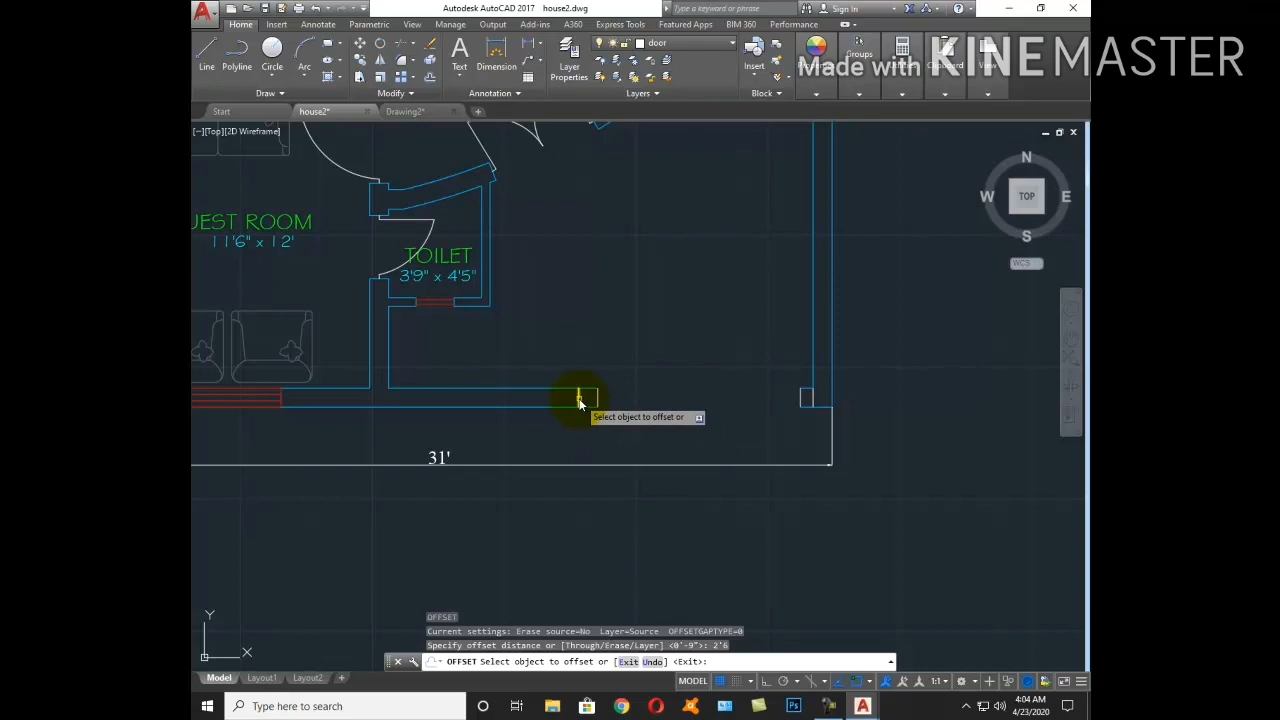 Autodesk AutoCAD 2017 house2.dwg
Type a keyword or phrase
Sign In
Home Insert Annotate Parametric View Manage Output Add-ins A360 Express Tools Featured Apps BIM 360 Performance
door
Line Polyline Circle Arc
Text Dimension
Layer
Properties
Insert
Groups
Made with KINEMASTER
Draw Modify Annotation Layers Block
Start house2* Drawing2*
[−][Top][2D Wireframe]
N
W TOP E
S
WCS
UEST ROOM
11'6" x 12'
TOILET
3'9" x 4'5"
Select object to offset or
31'
Y
X
OFFSET
Current settings: Erase source=No Layer=Source OFFSETGAPTYPE=0
Specify offset distance or [Through/Erase/Layer] <0'-9">: 2'6
OFFSET Select object to offset or [Exit Undo] <Exit>:
Model Layout1 Layout2
MODEL 1:1
Type here to search
Ps
4:04 AM
4/23/2020